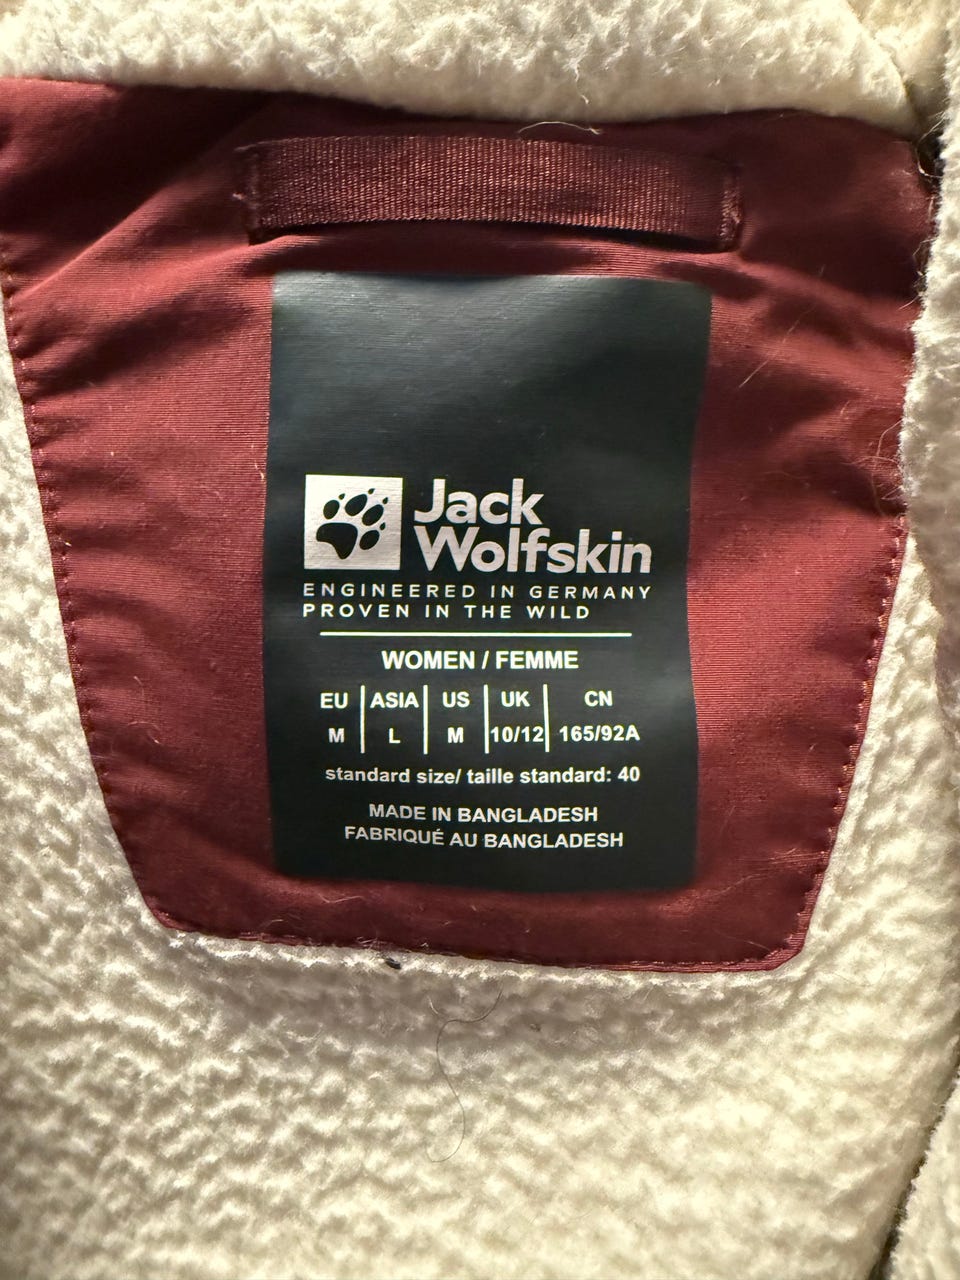 Jack
Wolfskin
ENGINEERED IN GERMANY
PROVEN IN THE WILD
WOMEN / FEMME
EU ASIA US UK CN
M L M 10/12 165/92A
standard size/ taille standard: 40
MADE IN BANGLADESH
FABRIQUÉ AU BANGLADESH